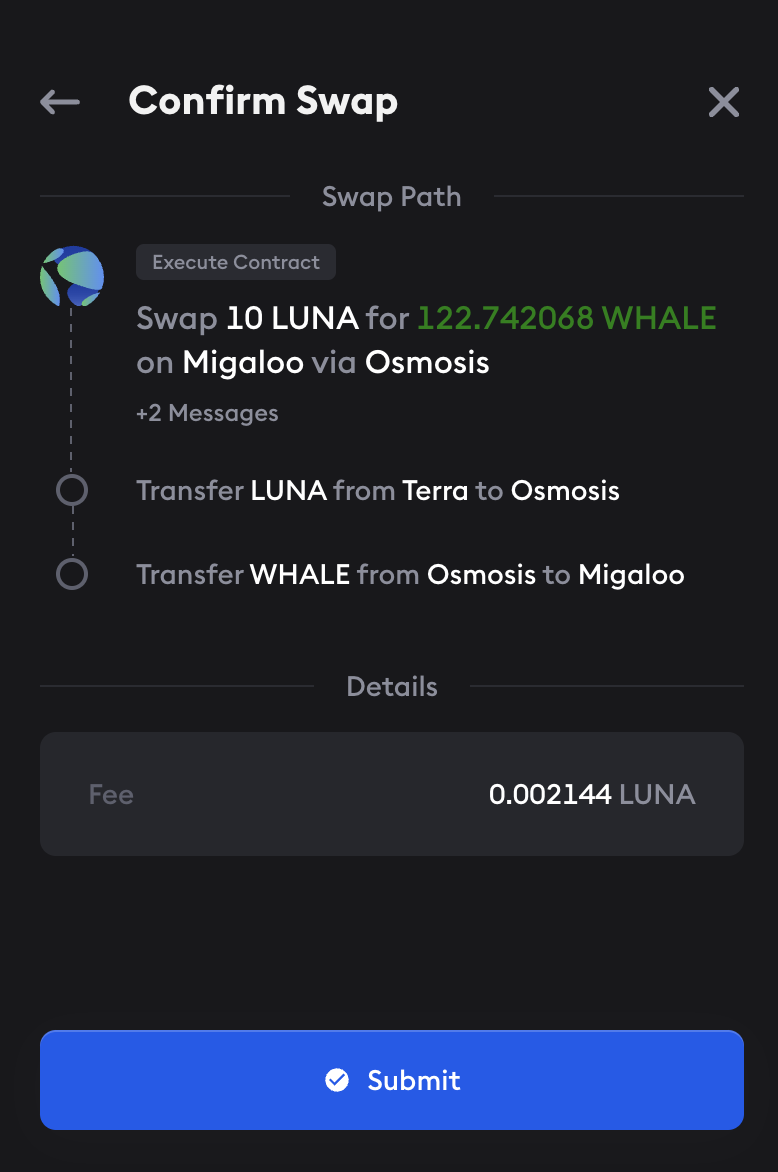 Confirm Swap
Swap Path
Execute Contract
Swap 10 LUNA for 122.742068 WHALE
on Migaloo via Osmosis
+2 Messages
Transfer LUNA from Terra to Osmosis
Transfer WHALE from Osmosis to Migaloo
Details
Fee 0.002144 LUNA
Submit